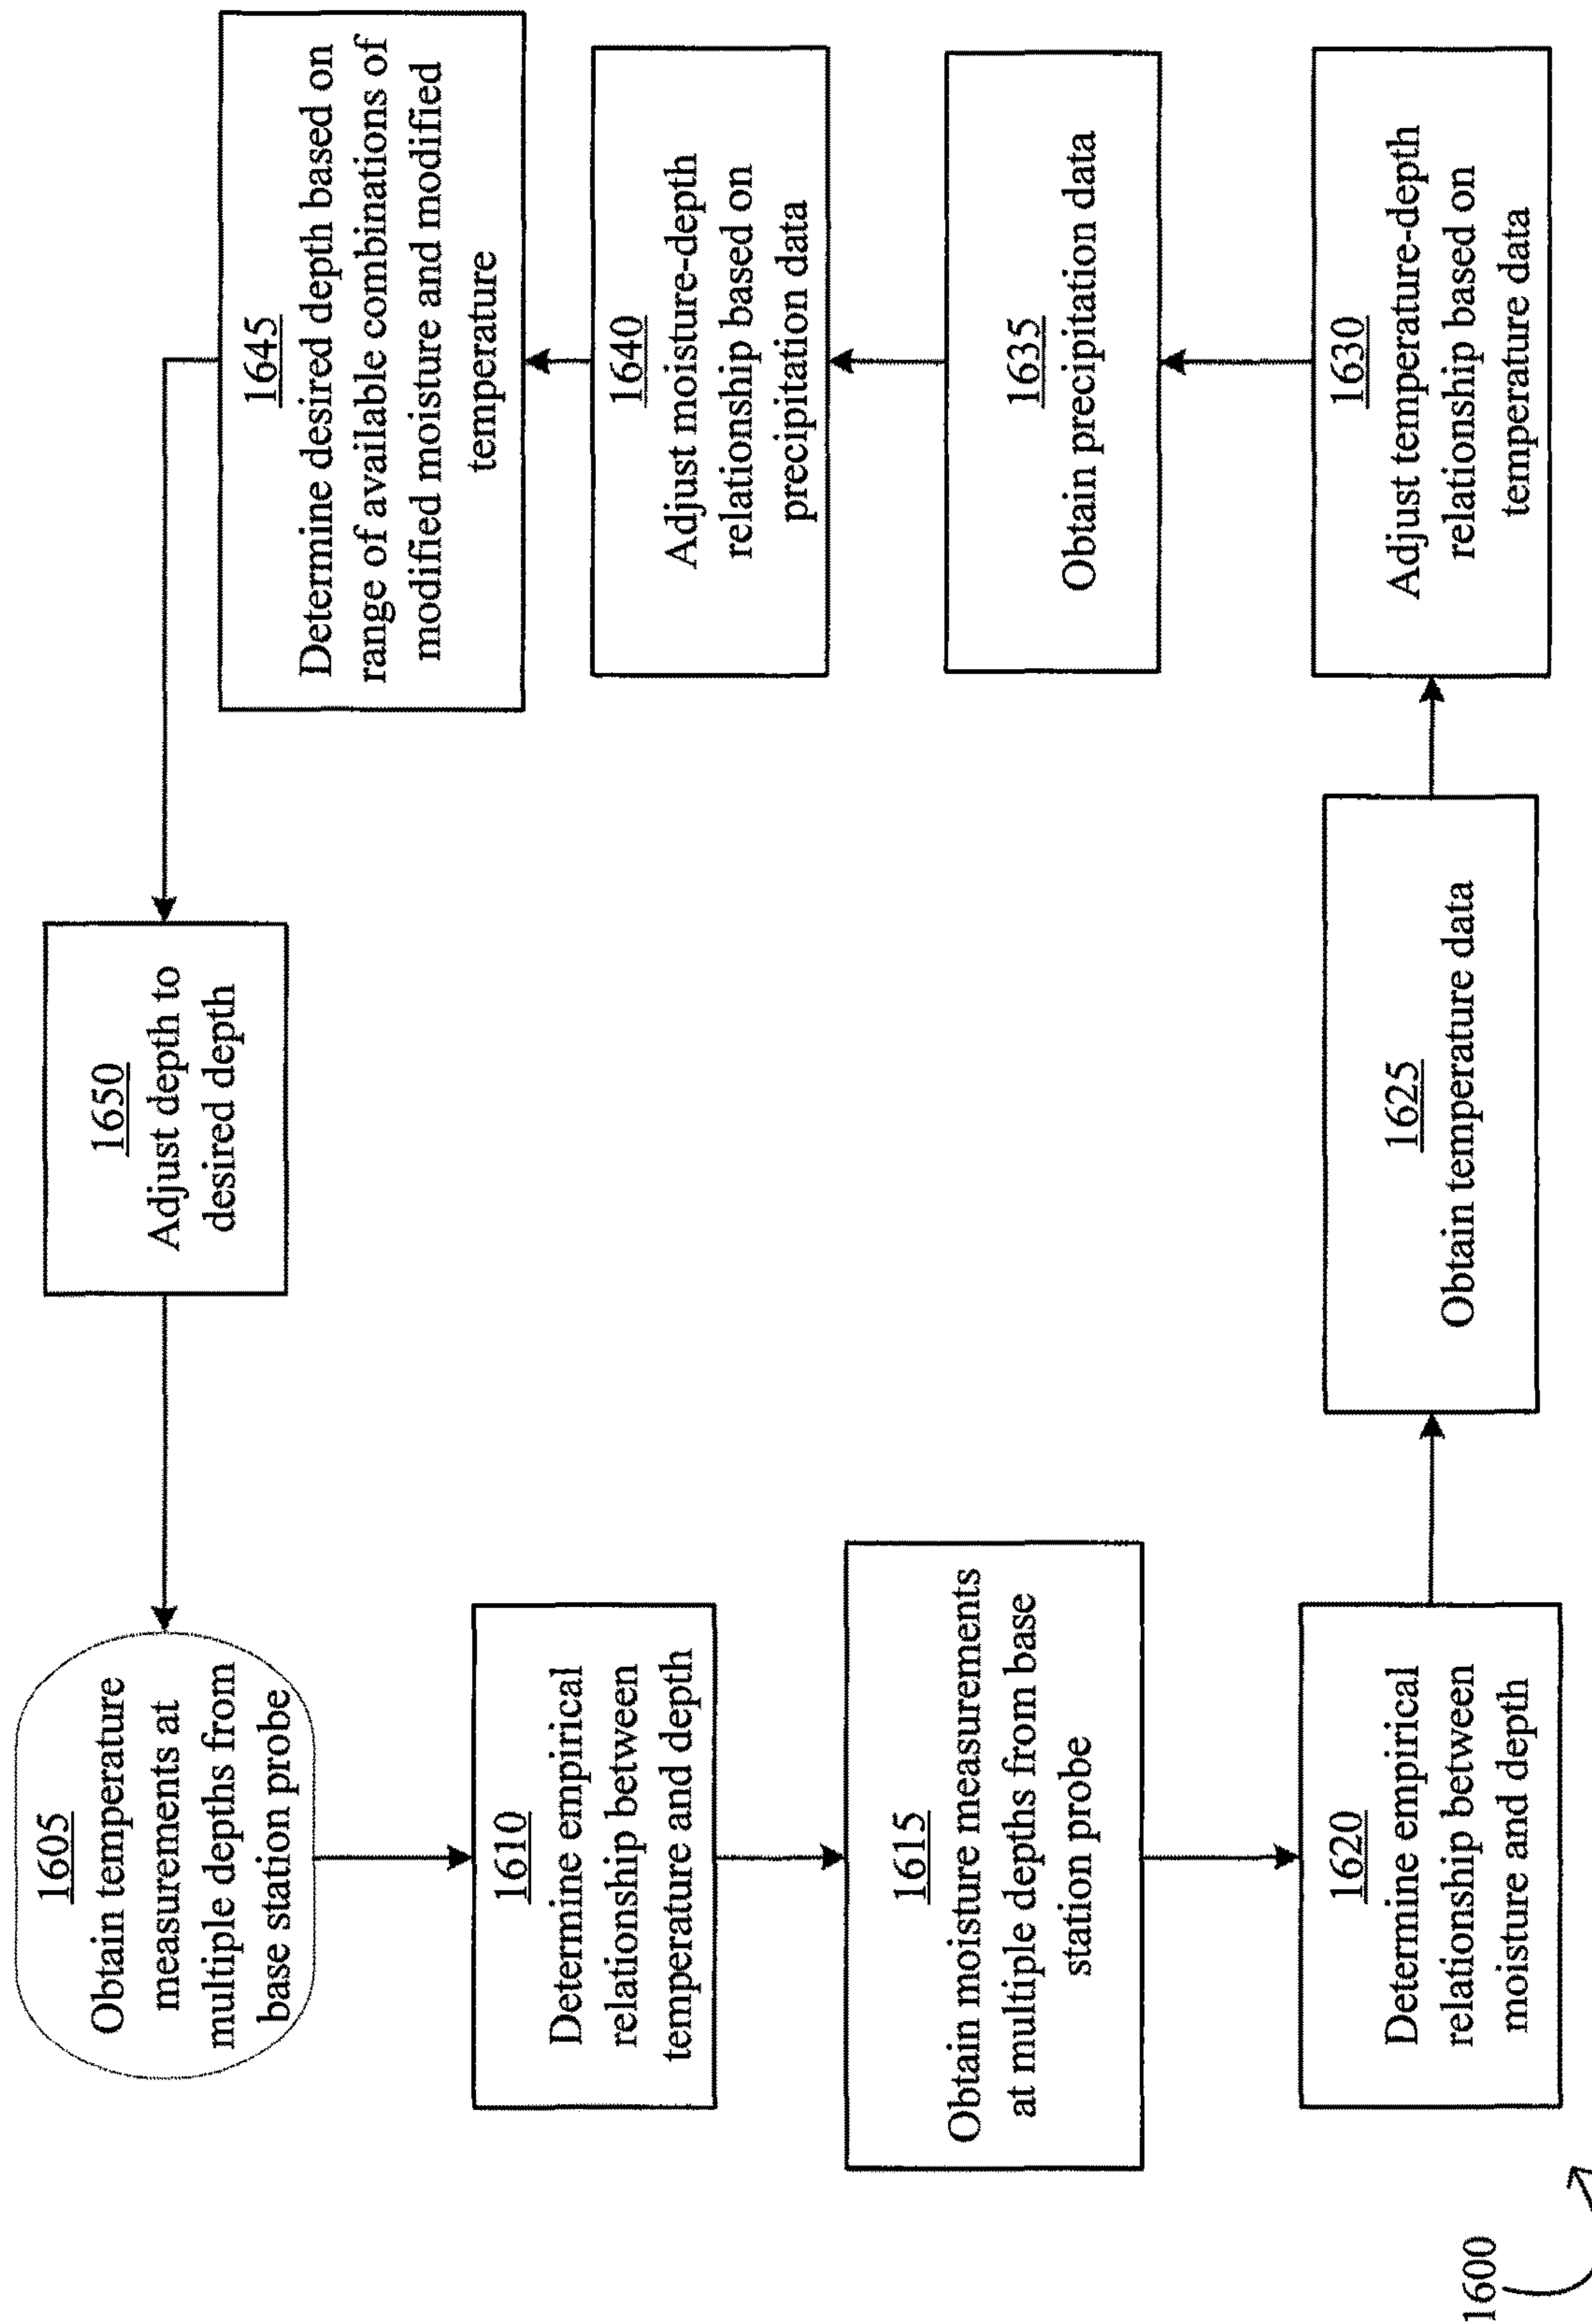 1605
Obtain temperature
measurements at
multiple depths from
base station probe
1610
Determine empirical
relationship between
temperature and depth
1615
Obtain moisture measurements
at multiple depths from base
station probe
1620
Determine empirical
relationship between
moisture and depth
1625
Obtain temperature data
1630
Adjust temperature-depth
relationship based on
temperature data
1635
Obtain precipitation data
1640
Adjust moisture-depth
relationship based on
precipitation data
1645
Determine desired depth based on
range of available combinations of
modified moisture and modified
temperature
1650
Adjust depth to
desired depth
1600